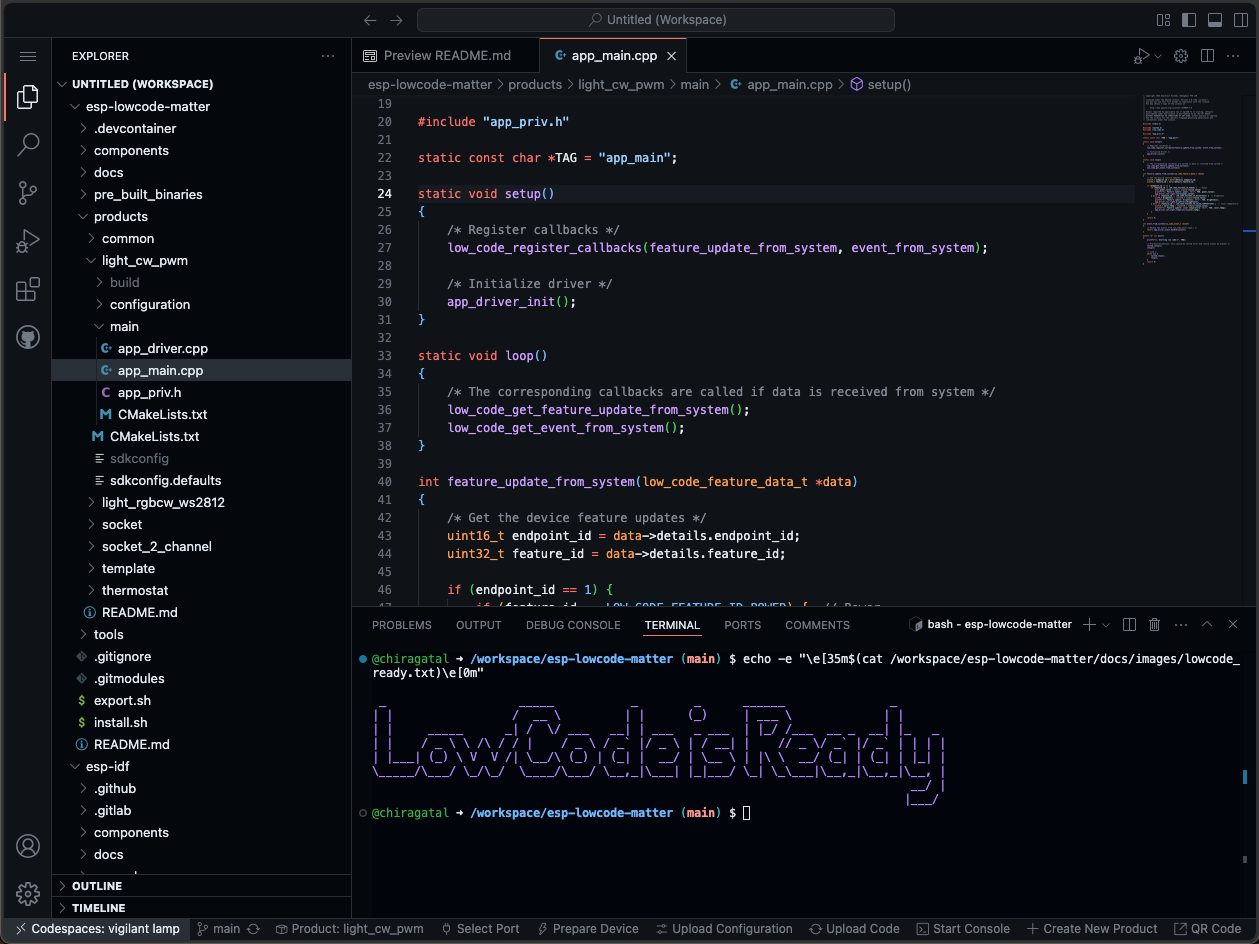 Untitled (Workspace)
EXPLORER
UNTITLED (WORKSPACE)
esp-lowcode-matter
.devcontainer
components
docs
pre_built_binaries
products
common
light_cw_pwm
build
configuration
main
app_driver.cpp
app_main.cpp
app_priv.h
CMakeLists.txt
CMakeLists.txt
sdkconfig
sdkconfig.defaults
light_rgbcw_ws2812
socket
socket_2_channel
template
thermostat
README.md
tools
.gitignore
.gitmodules
export.sh
install.sh
README.md
esp-idf
.github
.gitlab
components
docs
OUTLINE
TIMELINE
Preview README.md
app_main.cpp
esp-lowcode-matter > products > light_cw_pwm > main > app_main.cpp > setup()
19
20 #include "app_priv.h"
21
22 static const char *TAG = "app_main";
23
24 static void setup()
25 {
26 /* Register callbacks */
27 low_code_register_callbacks(feature_update_from_system, event_from_system);
28
29 /* Initialize driver */
30 app_driver_init();
31 }
32
33 static void loop()
34 {
35 /* The corresponding callbacks are called if data is received from system */
36 low_code_get_feature_update_from_system();
37 low_code_get_event_from_system();
38 }
39
40 int feature_update_from_system(low_code_feature_data_t *data)
41 {
42 /* Get the device feature updates */
43 uint16_t endpoint_id = data->details.endpoint_id;
44 uint32_t feature_id = data->details.feature_id;
45
46 if (endpoint_id == 1) {
PROBLEMS OUTPUT DEBUG CONSOLE TERMINAL PORTS COMMENTS
bash - esp-lowcode-matter
@chiragatal ➜ /workspace/esp-lowcode-matter (main) $ echo -e "\e[35m$(cat /workspace/esp-lowcode-matter/docs/images/lowcode_
ready.txt)\e[0m"
LowCode is Ready
@chiragatal ➜ /workspace/esp-lowcode-matter (main) $
Codespaces: vigilant lamp main Product: light_cw_pwm Select Port Prepare Device Upload Configuration Upload Code Start Console Create New Product QR Code